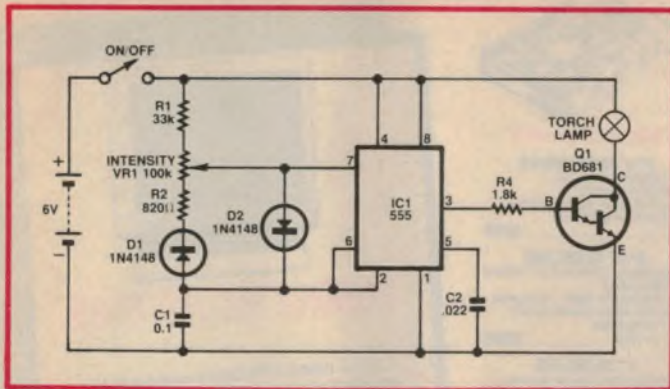 ON/OFF
R1
33k
INTENSITY
VR1 100k
R2
820Ω
D1
1N4148
D2
1N4148
C1
0.1
+
6V
−
4
8
7
IC1
555
3
6
5
2
1
R4
1.8k
C2
.022
TORCH
LAMP
Q1
BD681
B
C
E